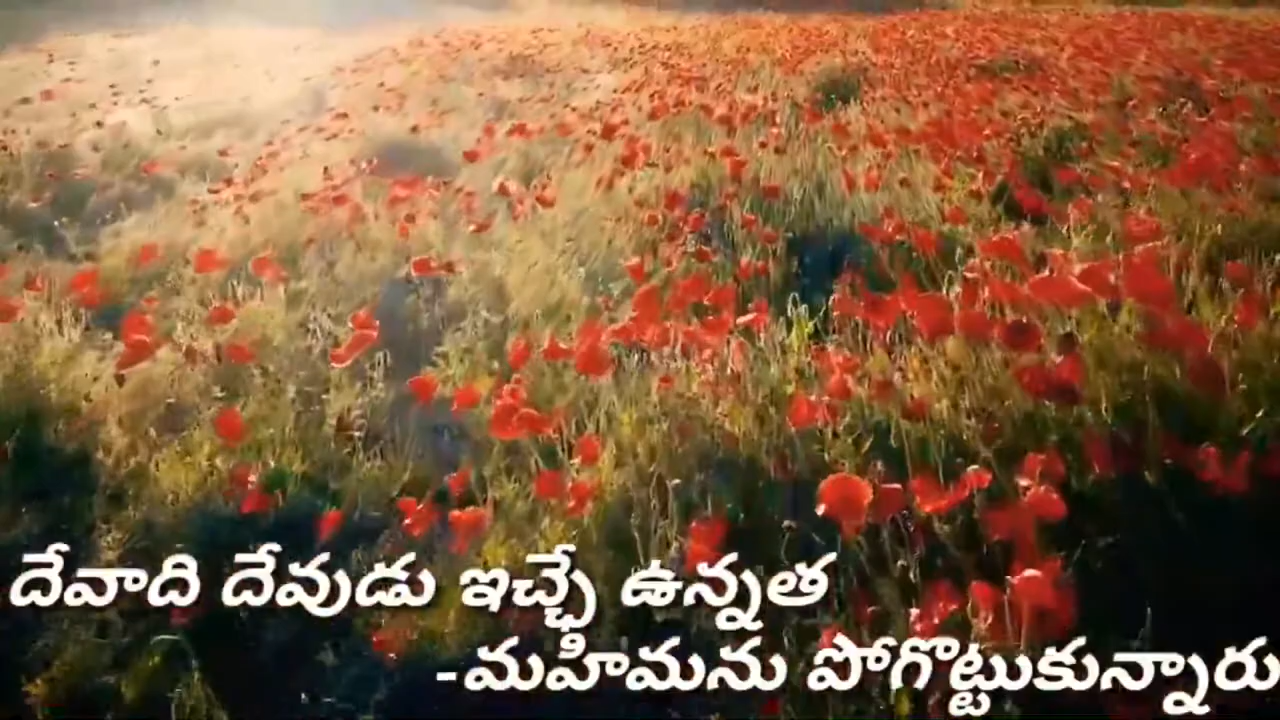 దేవాది దేవుడు ఇచ్ఛే ఉన్నత
-మహిమను పోగొట్టుకున్నారు